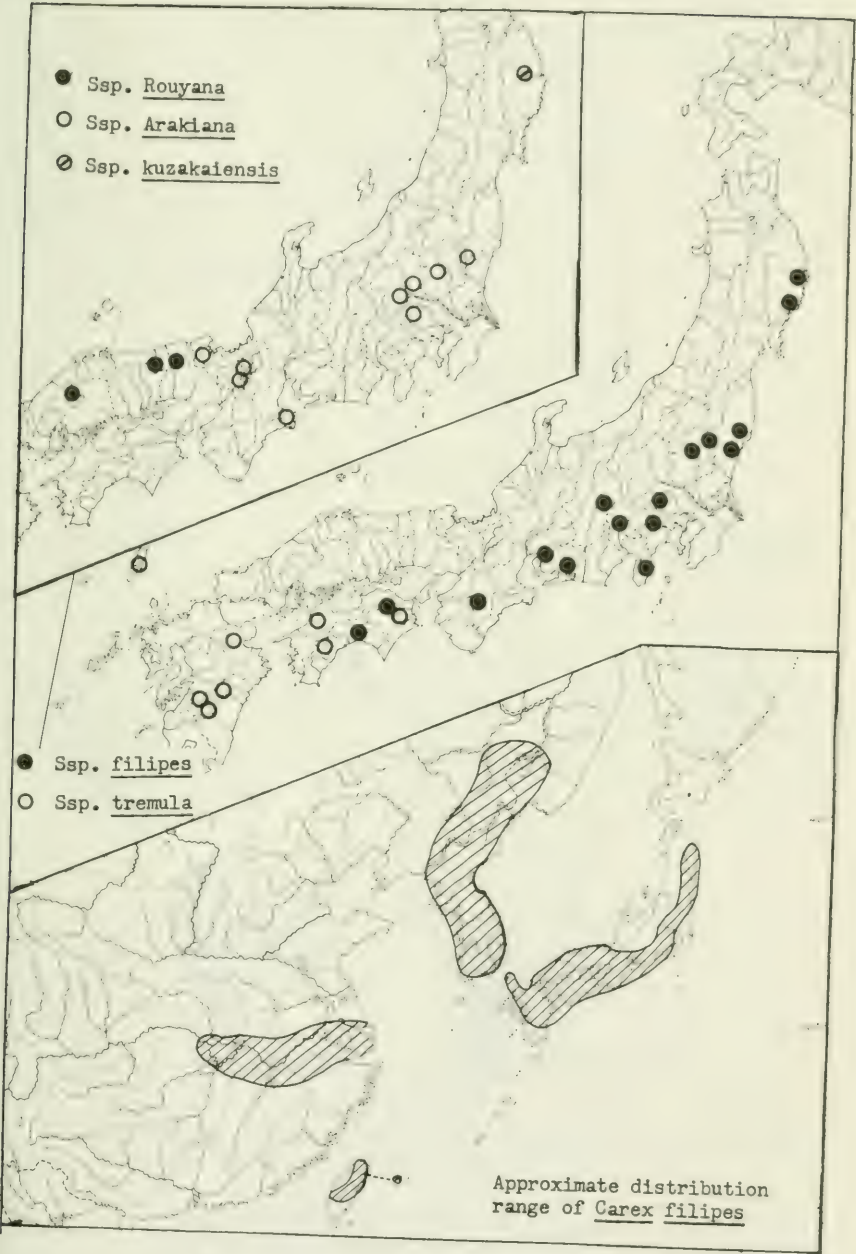 Ssp. Rouyana
Ssp. Arakiana
Ssp. kuzakaiensis
Ssp. filipes
Ssp. tremula
Approximate distribution
range of Carex filipes